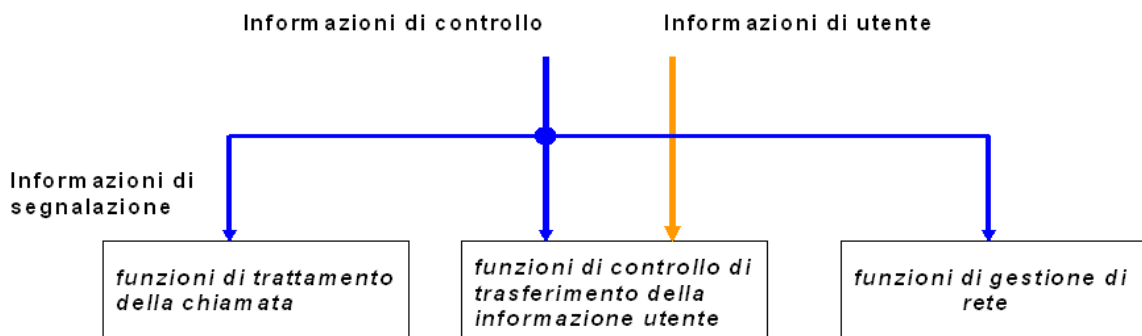 Informazioni di controllo
Informazioni di utente
Informazioni di
segnalazione
funzioni di trattamento
della chiamata
funzioni di controllo di
trasferimento della
informazione utente
funzioni di gestione di
rete